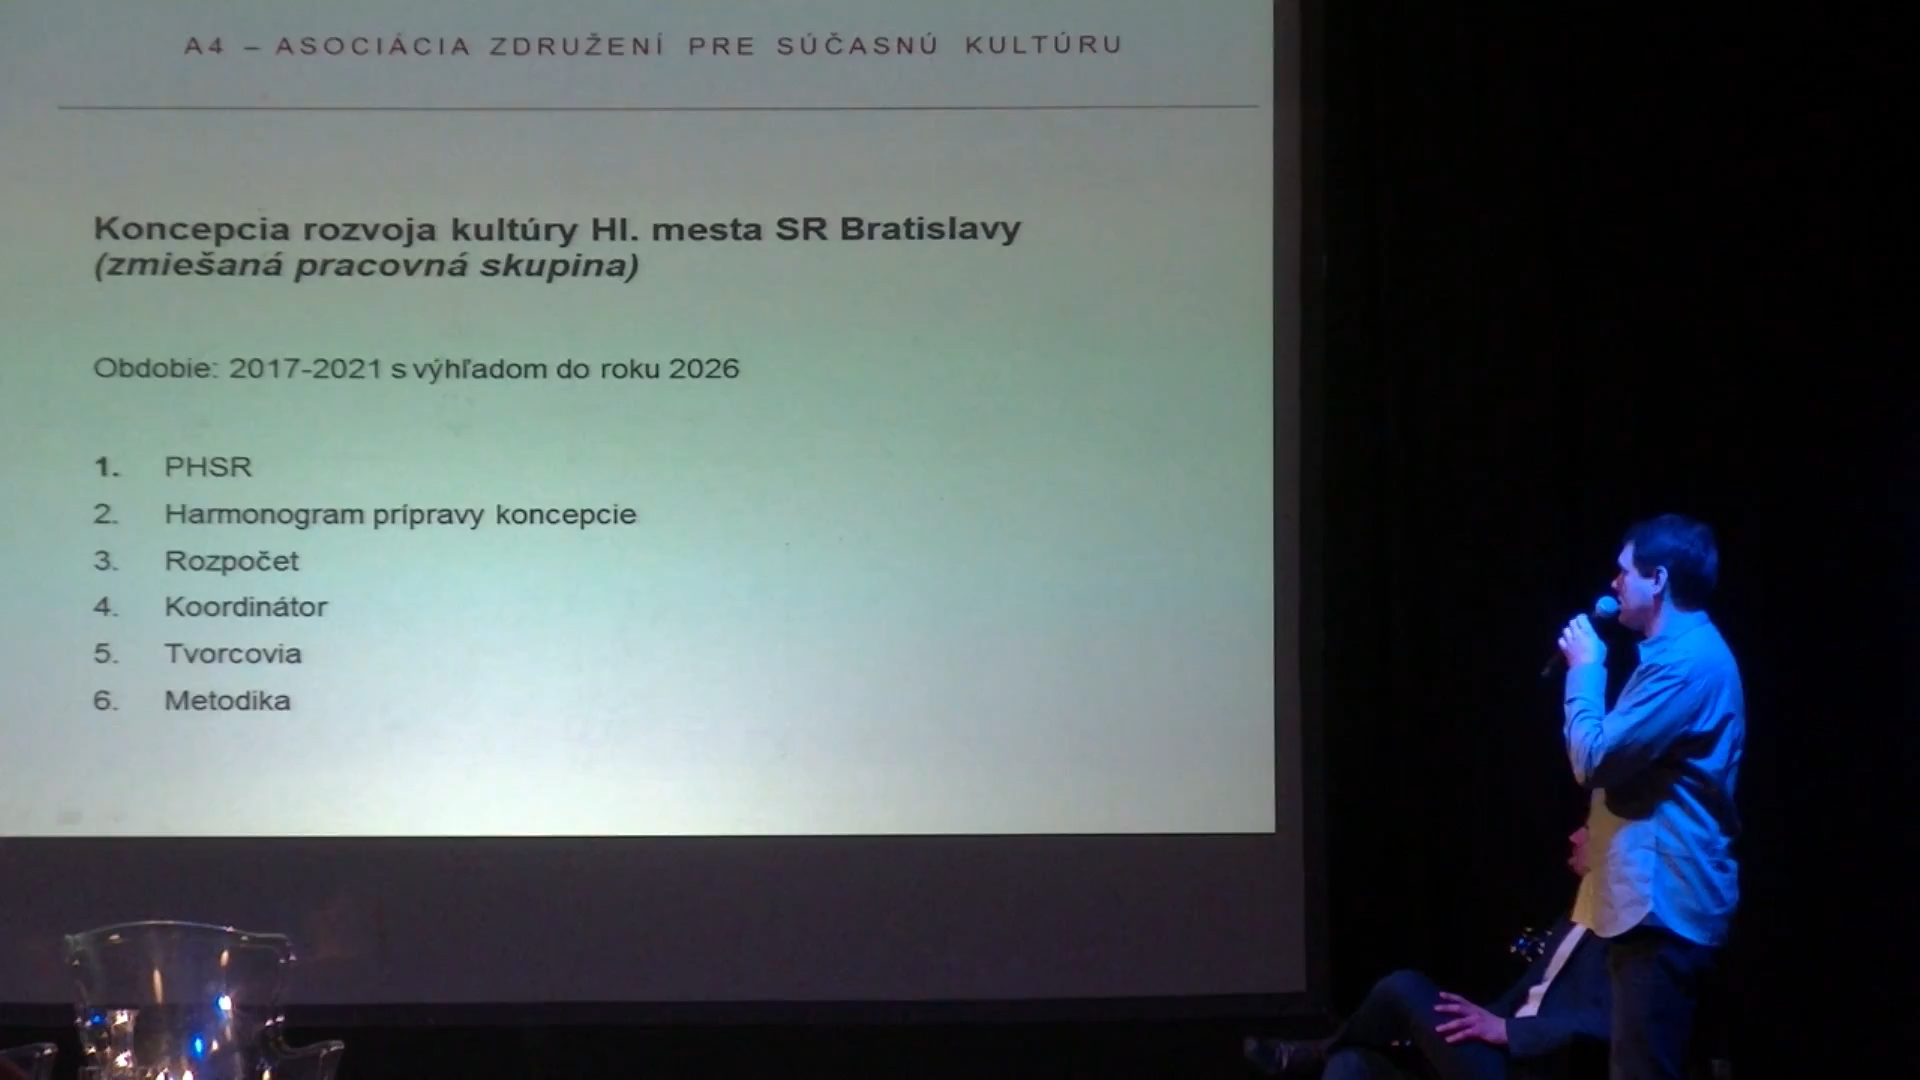 A4 – ASOCIÁCIA ZDRUŽENÍ PRE SÚČASNÚ KULTÚRU
Koncepcia rozvoja kultúry Hl. mesta SR Bratislavy
(zmiešaná pracovná skupina)
Obdobie: 2017-2021 s výhľadom do roku 2026
1. PHSR
2. Harmonogram prípravy koncepcie
3. Rozpočet
4. Koordinátor
5. Tvorcovia
6. Metodika